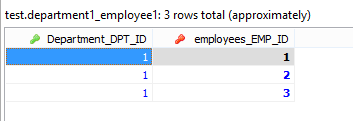 test.department1_employee1: 3 rows total (approximately)
Department_DPT_ID employees_EMP_ID
1 1
1 2
1 3